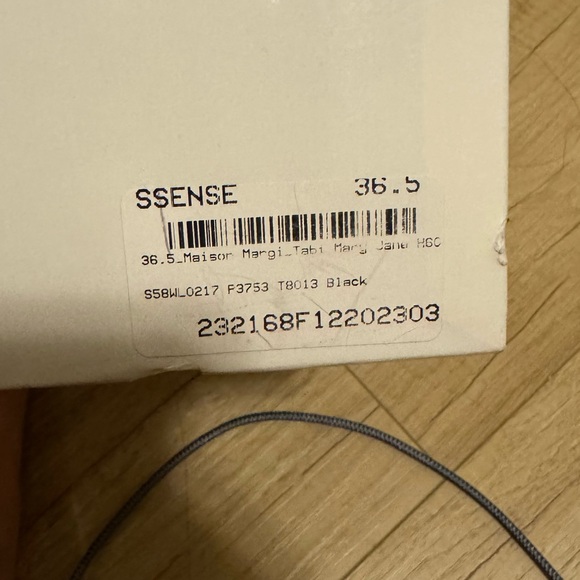 SSENSE 36.5
36.5_Maison Margi_Tabi Mary Jane H60
S58WL0217 P3753 T8013 Black
232168F12202303